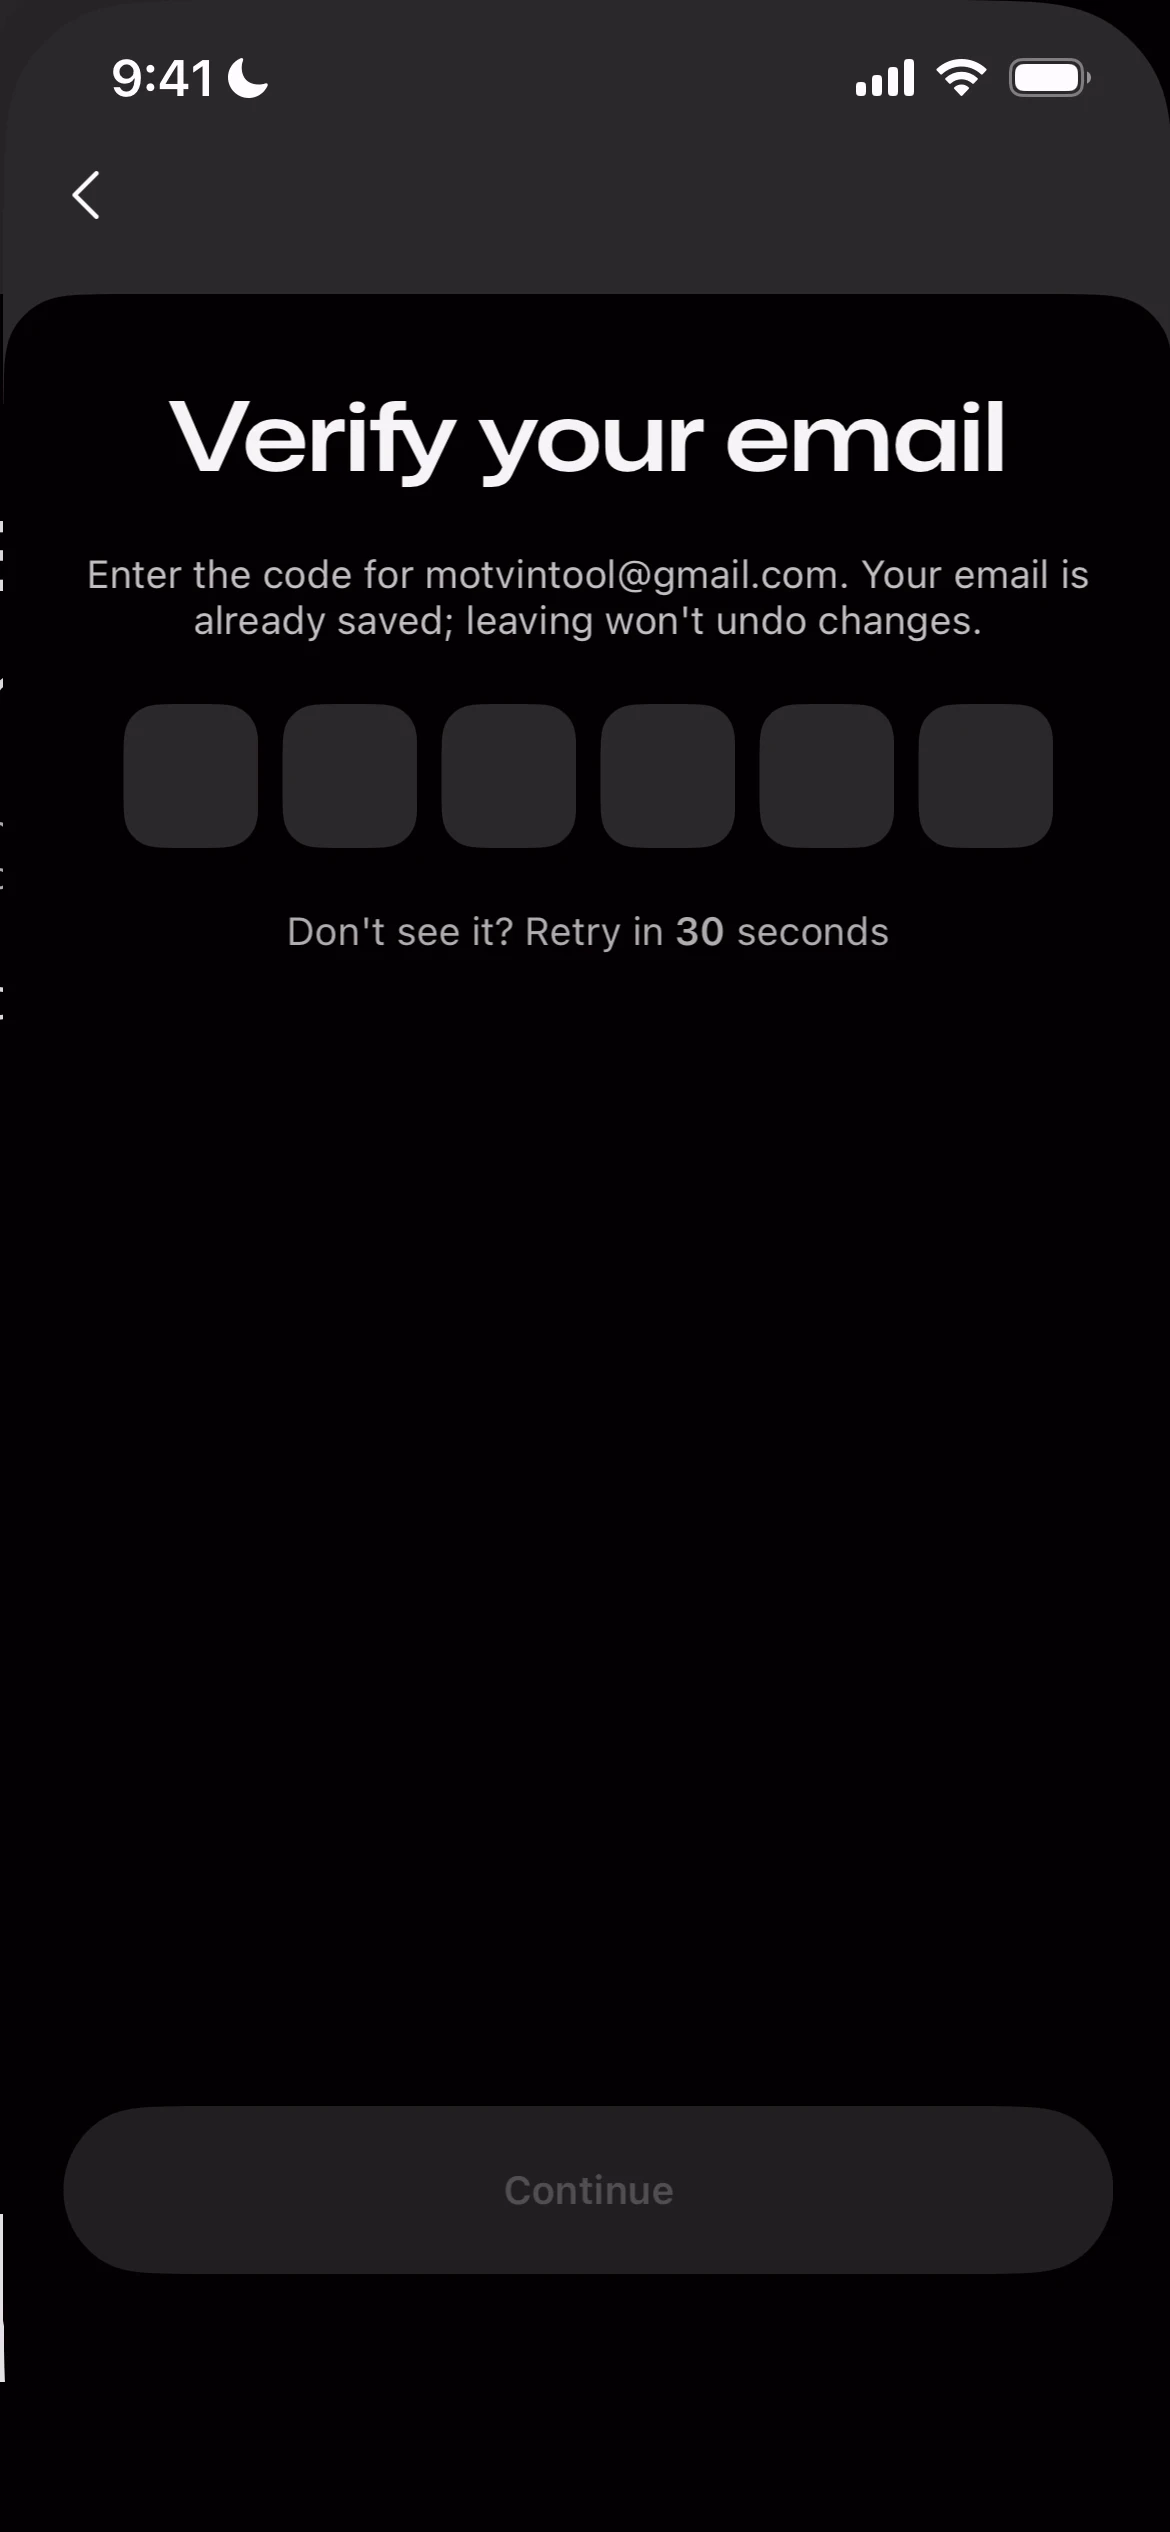 9:41
Verify your email
Enter the code for motvintool@gmail.com. Your email is
already saved; leaving won't undo changes.
Don't see it? Retry in 30 seconds
Continue